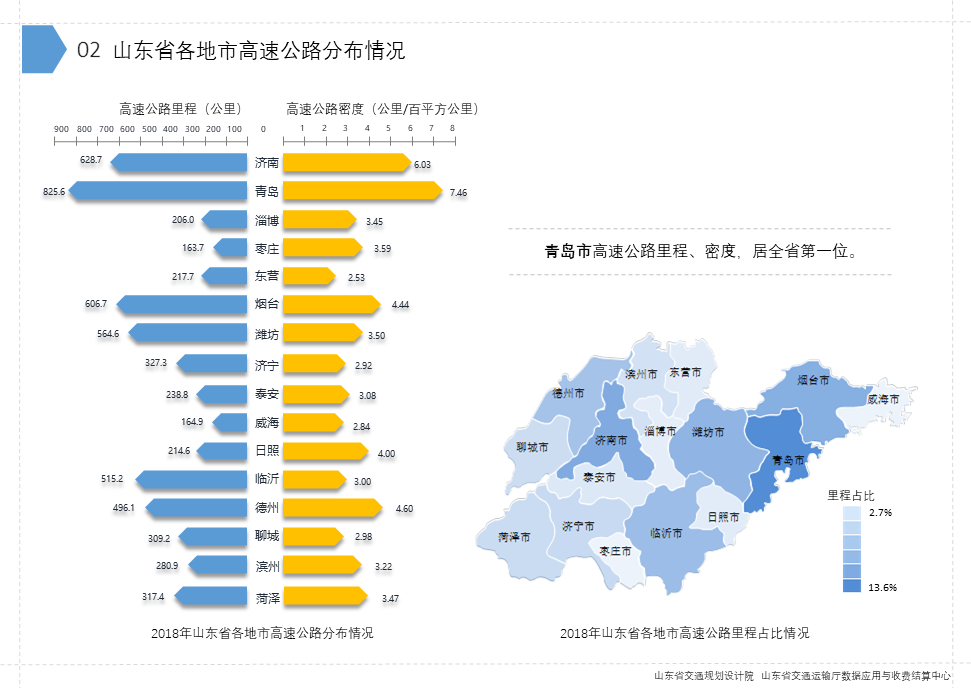 02 山东省各地市高速公路分布情况
高速公路里程（公里） 高速公路密度（公里/百平方公里）
900 800 700 600 500 400 300 200 100 0 1 2 3 4 5 6 7 8
628.7 济南 6.03
825.6 青岛 7.46
206.0 淄博 3.45
163.7 枣庄 3.59
217.7 东营 2.53
606.7 烟台 4.44
564.6 潍坊 3.50
327.3 济宁 2.92
238.8 泰安 3.08
164.9 威海 2.84
214.6 日照 4.00
515.2 临沂 3.00
496.1 德州 4.60
309.2 聊城 2.98
280.9 滨州 3.22
317.4 菏泽 3.47
2018年山东省各地市高速公路分布情况
青岛市高速公路里程、密度，居全省第一位。
滨州市 东营市
烟台市
德州市
威海市
淄博市 潍坊市
济南市
聊城市
青岛市
泰安市
日照市
济宁市
临沂市
菏泽市
枣庄市
里程占比
2.7%
13.6%
2018年山东省各地市高速公路里程占比情况
山东省交通规划设计院 山东省交通运输厅数据应用与收费结算中心